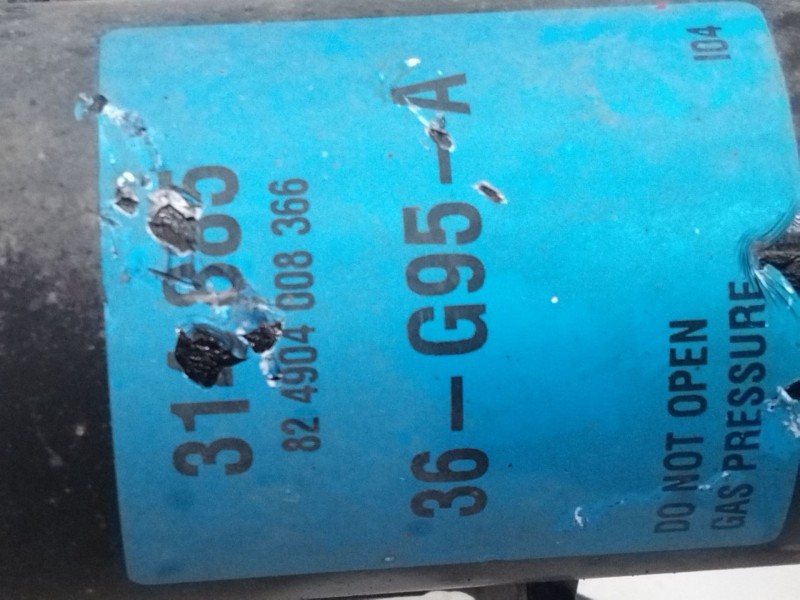 82 4904 008 366
36-G95-A
DO NOT OPEN
104
GAS PRESSURE